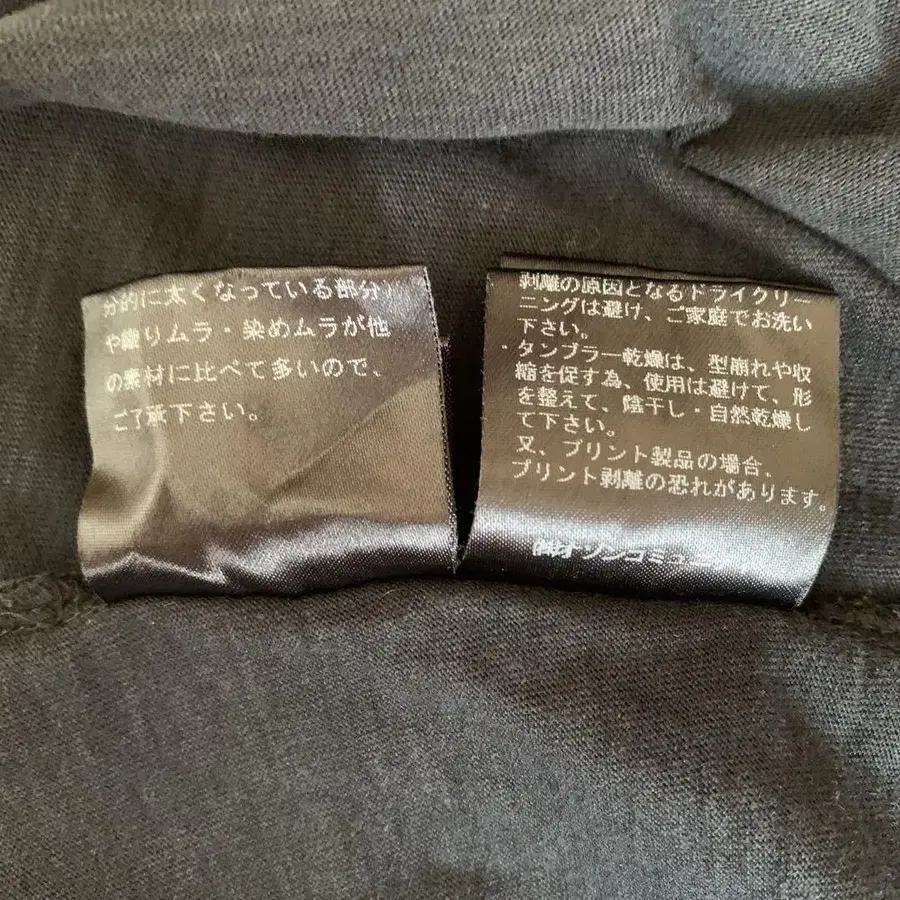 分的に太くなっている部分)
や織りムラ・染めムラが他
の素材に比べて多いので、
ご了承下さい。
剥離の原因となるドライクリー
ニングは避け、ご家庭でお洗い
下さい。
・タンブラー乾燥は、型崩れや収
縮を促す為、使用は避けて、形
を整えて、陰干し・自然乾燥し
て下さい。
又、プリント製品の場合、
プリント剥離の恐れがあります。
㈱オゾンコミュ